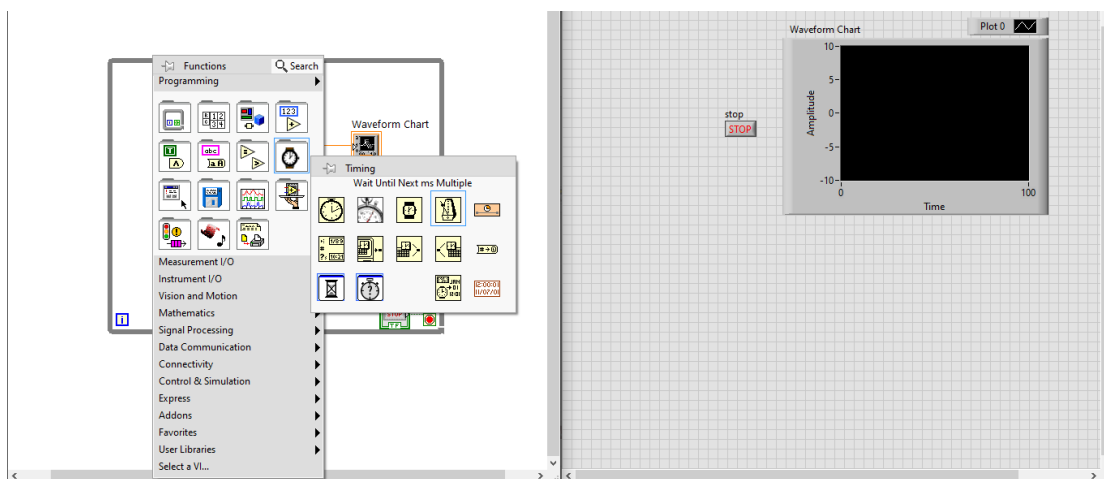 Functions
Search
Programming
Waveform Chart
Timing
Wait Until Next ms Multiple
Measurement I/O
Instrument I/O
Vision and Motion
Mathematics
Signal Processing
Data Communication
Connectivity
Control & Simulation
Express
Addons
Favorites
User Libraries
Select a VI...
i
Waveform Chart
Plot 0
10
5
0
-5
-10
Amplitude
0
100
Time
stop
STOP